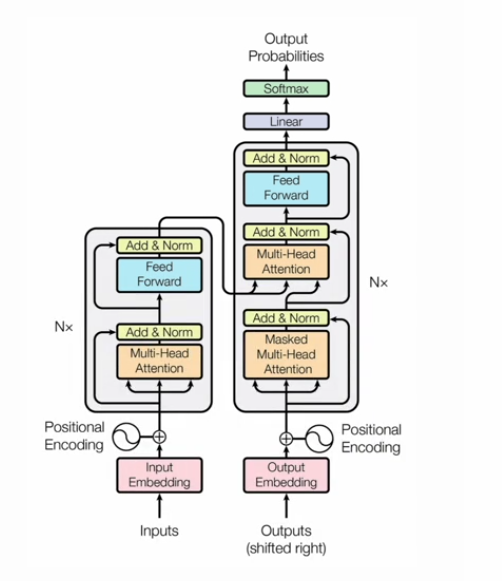 Output
Probabilities
Softmax
Linear
Add & Norm
Feed
Forward
Add & Norm
Multi-Head
Attention
Add & Norm
Masked
Multi-Head
Attention
N×
Add & Norm
Feed
Forward
Add & Norm
Multi-Head
Attention
N×
Positional
Encoding
Positional
Encoding
Input
Embedding
Output
Embedding
Inputs
Outputs
(shifted right)